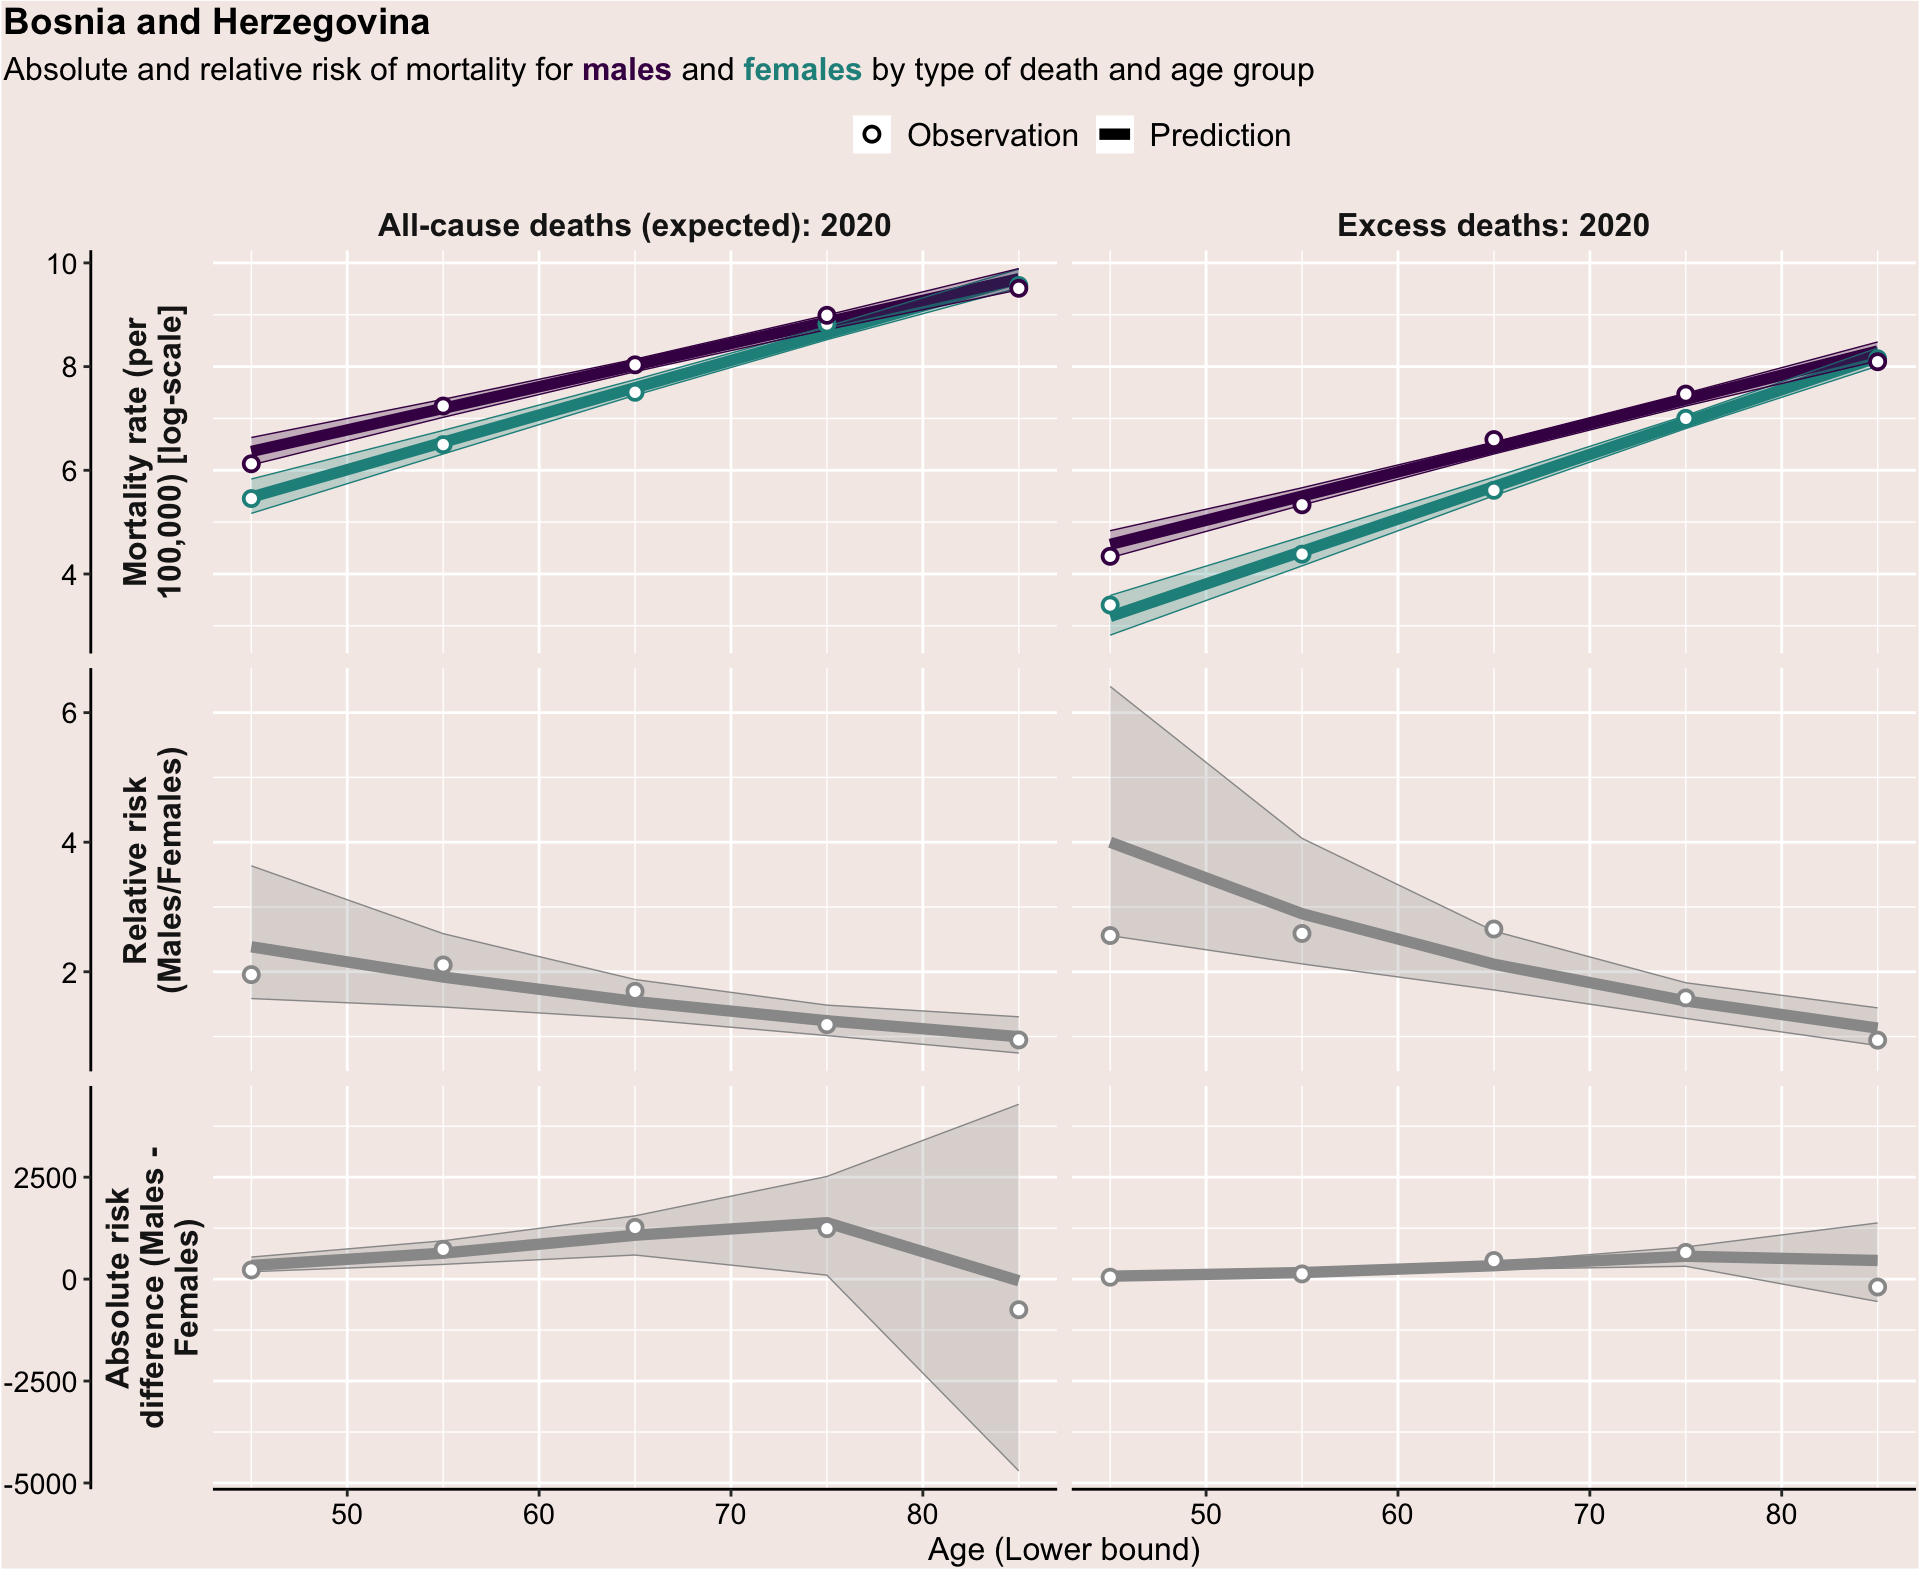 Bosnia and Herzegovina
Absolute and relative risk of mortality for males and females by type of death and age group
Observation Prediction
All-cause deaths (expected): 2020
Excess deaths: 2020
Mortality rate (per
100,000) [log-scale]
10
8
6
4
Relative risk
(Males/Females)
6
4
2
Absolute risk
difference (Males -
Females)
2500
0
-2500
-5000
50 60 70 80
50 60 70 80
Age (Lower bound)